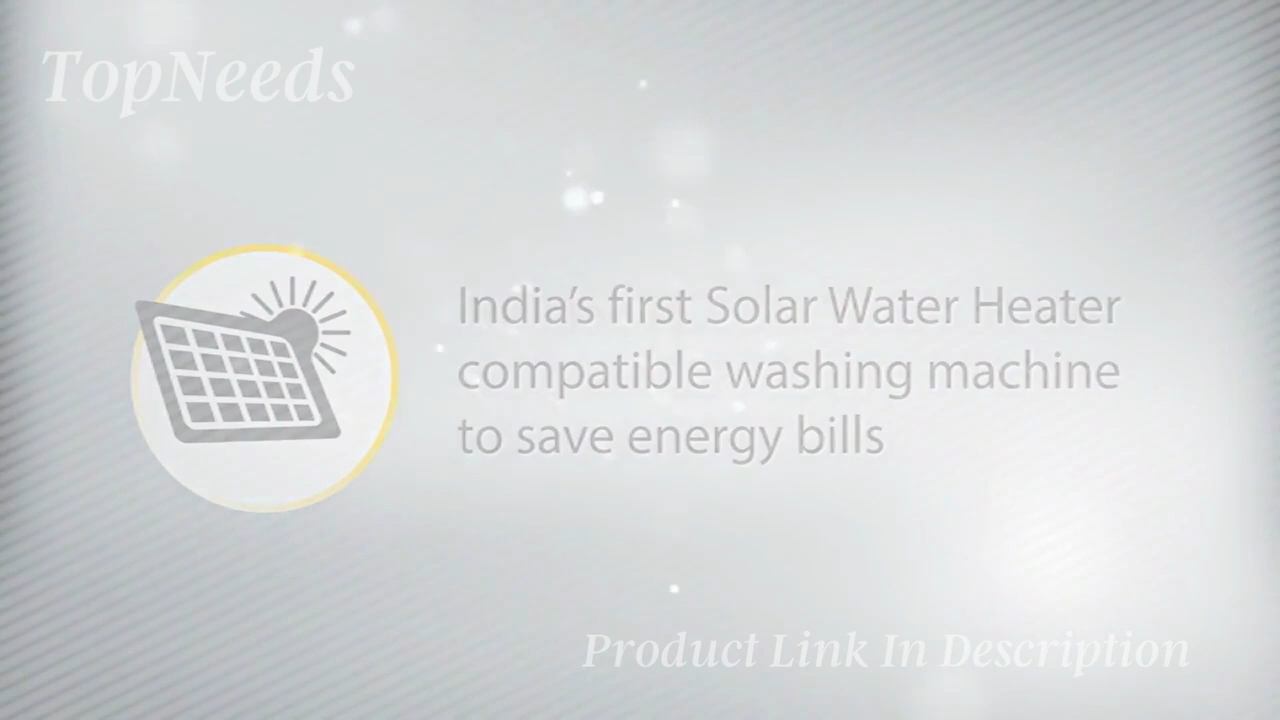 TopNeeds
India’s first Solar Water Heater
compatible washing machine
to save energy bills
Product Link In Description